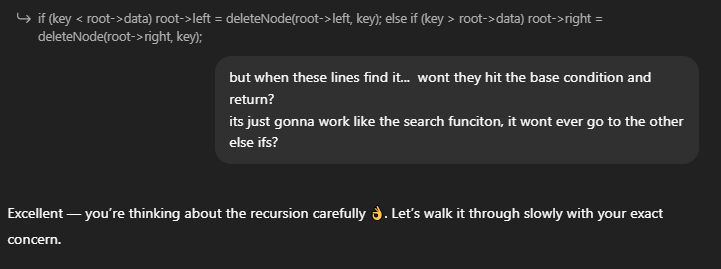 if (key < root->data) root->left = deleteNode(root->left, key); else if (key > root->data) root->right =
deleteNode(root->right, key);
but when these lines find it... wont they hit the base condition and
return?
its just gonna work like the search funciton, it wont ever go to the other
else ifs?
Excellent — you're thinking about the recursion carefully 👌. Let's walk it through slowly with your exact
concern.